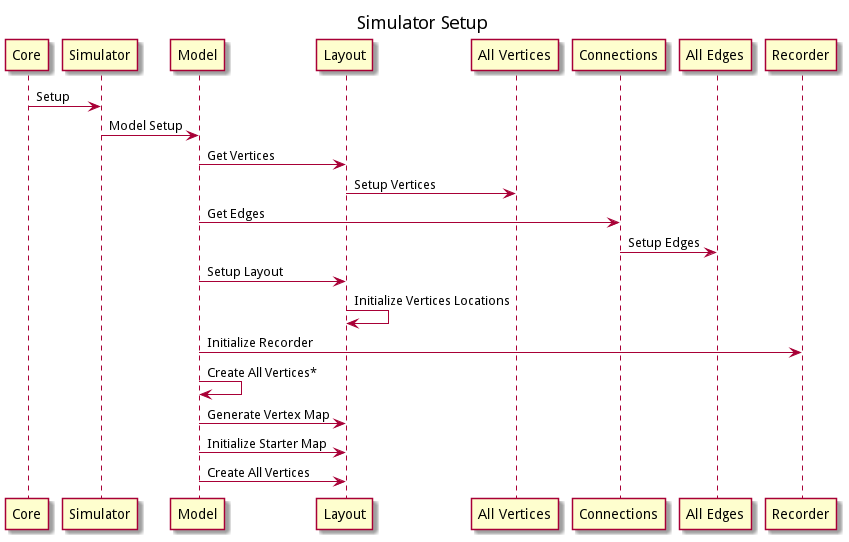 Simulator Setup
Core Simulator Model Layout All Vertices Connections All Edges Recorder
Setup
Model Setup
Get Vertices
Setup Vertices
Get Edges
Setup Edges
Setup Layout
Initialize Vertices Locations
Initialize Recorder
Create All Vertices*
Generate Vertex Map
Initialize Starter Map
Create All Vertices
Core Simulator Model Layout All Vertices Connections All Edges Recorder